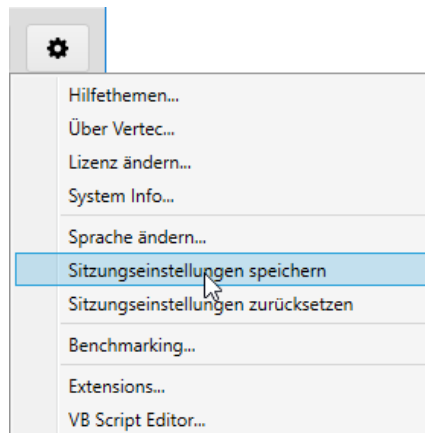 Hilfethemen...
Über Vertec...
Lizenz ändern...
System Info...
Sprache ändern...
Sitzungseinstellungen speichern
Sitzungseinstellungen zurücksetzen
Benchmarking...
Extensions...
VB Script Editor...